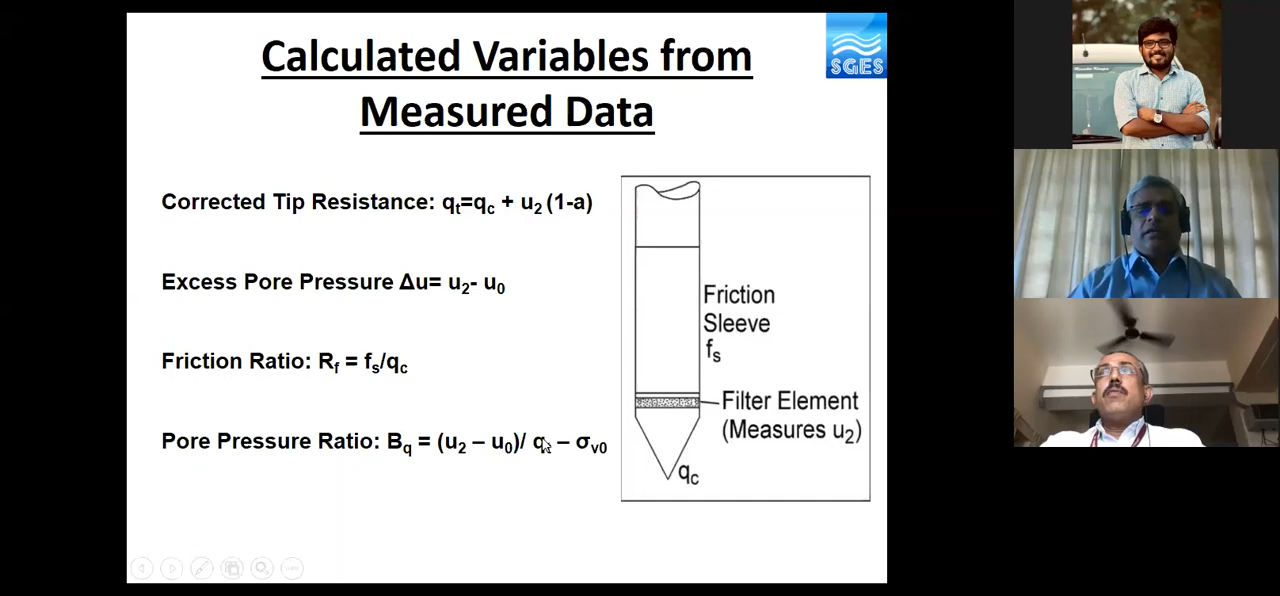 Calculated Variables from
Measured Data
SGES
Corrected Tip Resistance: qt=qc + u2 (1-a)
Excess Pore Pressure Δu= u2- u0
Friction Ratio: Rf = fs/qc
Pore Pressure Ratio: Bq = (u2 – u0)/ q – σv0
Friction
Sleeve
fs
Filter Element
(Measures u2)
qc